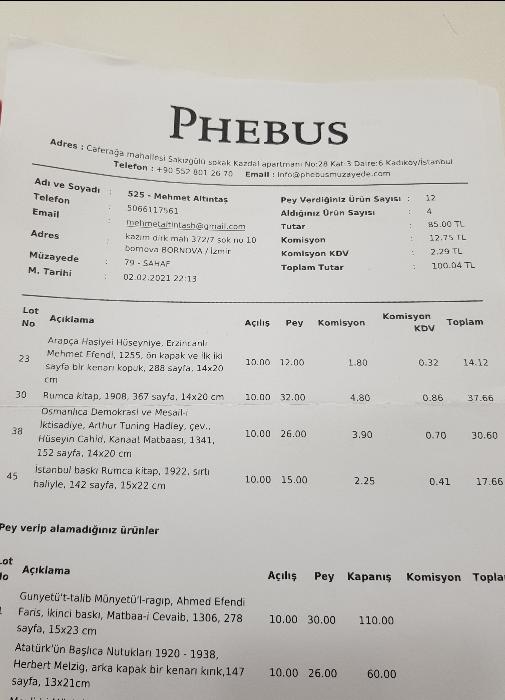 PHEBUS
Adres : Caferağa mahallesi Sakızgülü sokak Kazdal apartmanı No:28 Kat:3 Daire:6 Kadıköy/İstanbul
Telefon : +90 552 801 26 70 Email : info@phebusmuzayede.com
Adı ve Soyadı : 525 - Mehmet Altıntaş
Telefon : 5066117561
Email : mehmetaltintash@gmail.com
Adres : kazım dirik mah 372/7 sok no 10
bornova BORNOVA / İzmir
Müzayede : 79 - SAHAF
M. Tarihi : 02.02.2021 22:13
Pey Verdiğiniz Ürün Sayısı : 12
Aldığınız Ürün Sayısı : 4
Tutar : 85.00 TL
Komisyon : 12.75 TL
Komisyon KDV : 2.29 TL
Toplam Tutar : 100.04 TL
Lot No Açıklama Açılış Pey Komisyon Komisyon KDV Toplam
23 Arapça Haşiyei Hüseyniye, Erzincanlı
Mehmet Efendi, 1255, ön kapak ve ilk iki
sayfa bir kenarı kopuk, 288 sayfa, 14x20
cm 10.00 12.00 1.80 0.32 14.12
30 Rumca kitap, 1908, 367 sayfa, 14x20 cm 10.00 32.00 4.80 0.86 37.66
38 Osmanlıca Demokrasi ve Mesail-i
İktisadiye, Arthur Tuning Hadley, çev.,
Hüseyin Cahid, Kanaat Matbaası, 1341,
152 sayfa, 14x20 cm 10.00 26.00 3.90 0.70 30.60
45 İstanbul baskı Rumca kitap, 1922, sırtı
haliyle, 142 sayfa, 15x22 cm 10.00 15.00 2.25 0.41 17.66
Pey verip alamadığınız ürünler
Lot No Açıklama Açılış Pey Kapanış Komisyon Topla
Gunyetü't-talib Münyetü'l-ragıp, Ahmed Efendi
Faris, ikinci baskı, Matbaa-i Cevaib, 1306, 278
sayfa, 15x23 cm 10.00 30.00 110.00
Atatürk'ün Başlıca Nutukları 1920 - 1938,
Herbert Melzig, arka kapak bir kenarı kırık,147
sayfa, 13x21cm 10.00 26.00 60.00